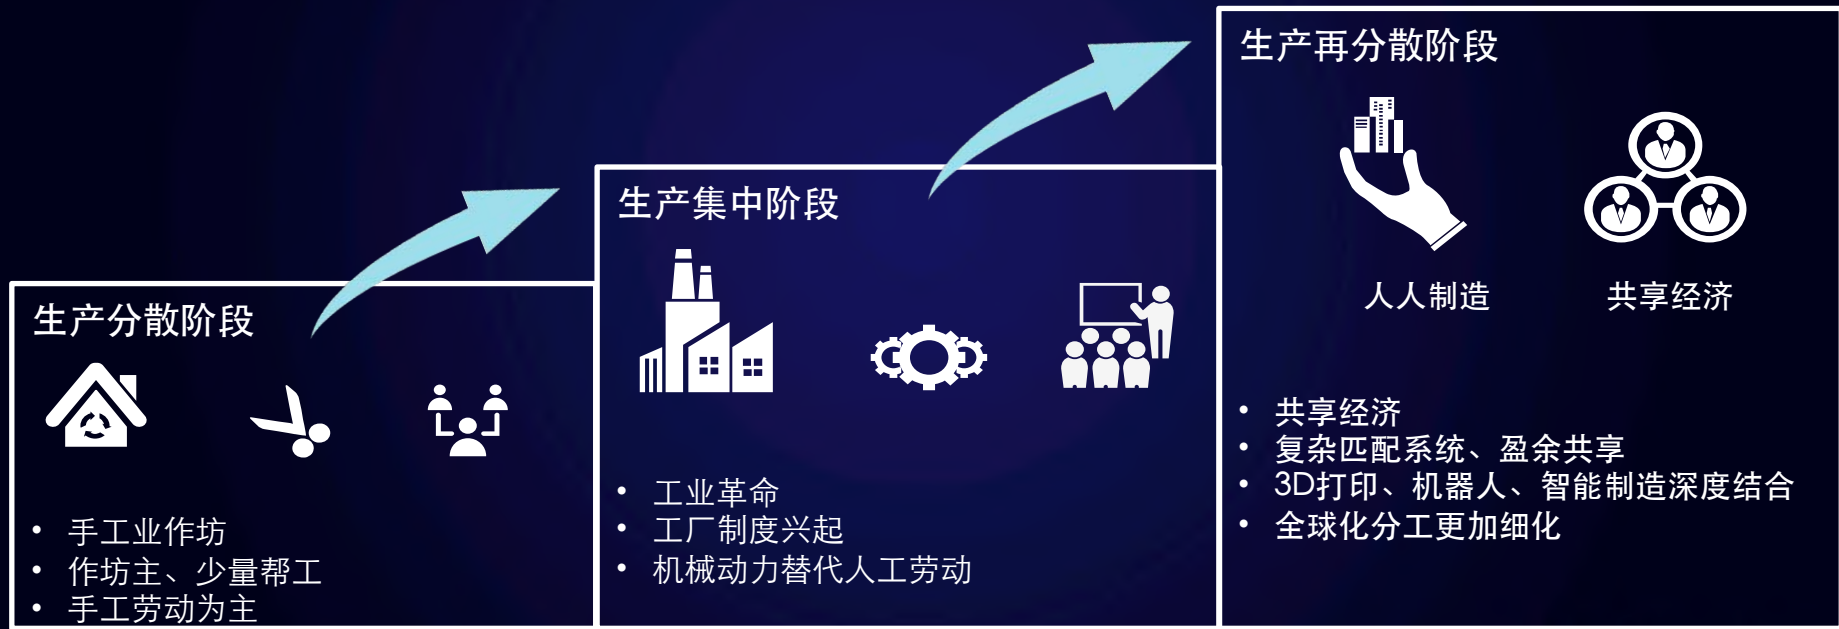 生产分散阶段
• 手工业作坊
• 作坊主、少量帮工
• 手工劳动为主
生产集中阶段
• 工业革命
• 工厂制度兴起
• 机械动力替代人工劳动
生产再分散阶段
人人制造
共享经济
• 共享经济
• 复杂匹配系统、盈余共享
• 3D打印、机器人、智能制造深度结合
• 全球化分工更加细化